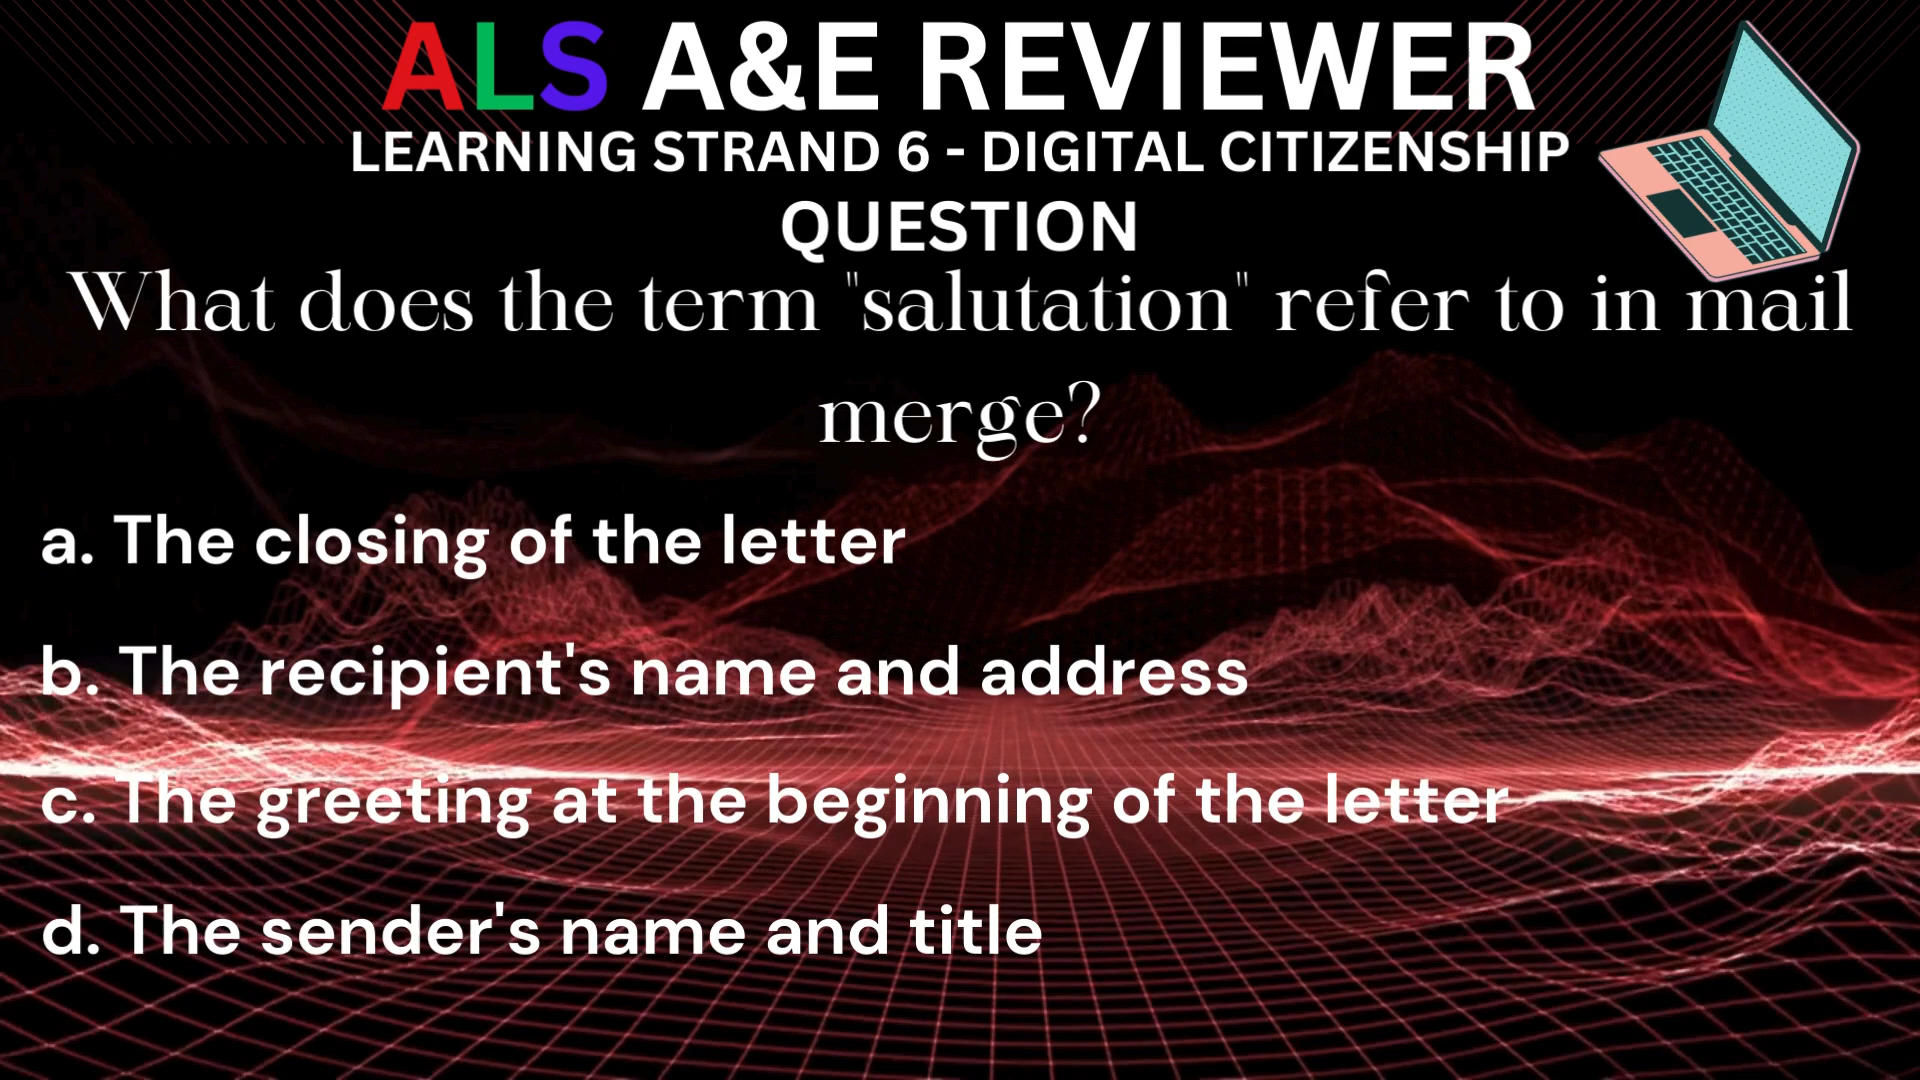 ALS A&E REVIEWER
LEARNING STRAND 6 - DIGITAL CITIZENSHIP
QUESTION
What does the term "salutation" refer to in mail
merge?
a. The closing of the letter
b. The recipient's name and address
c. The greeting at the beginning of the letter
d. The sender's name and title